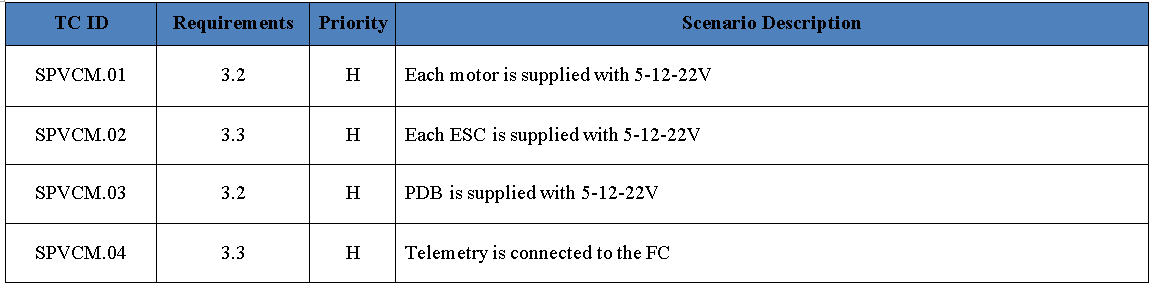 TC ID Requirements Priority Scenario Description
SPVCM.01 3.2 H Each motor is supplied with 5-12-22V
SPVCM.02 3.3 H Each ESC is supplied with 5-12-22V
SPVCM.03 3.2 H PDB is supplied with 5-12-22V
SPVCM.04 3.3 H Telemetry is connected to the FC